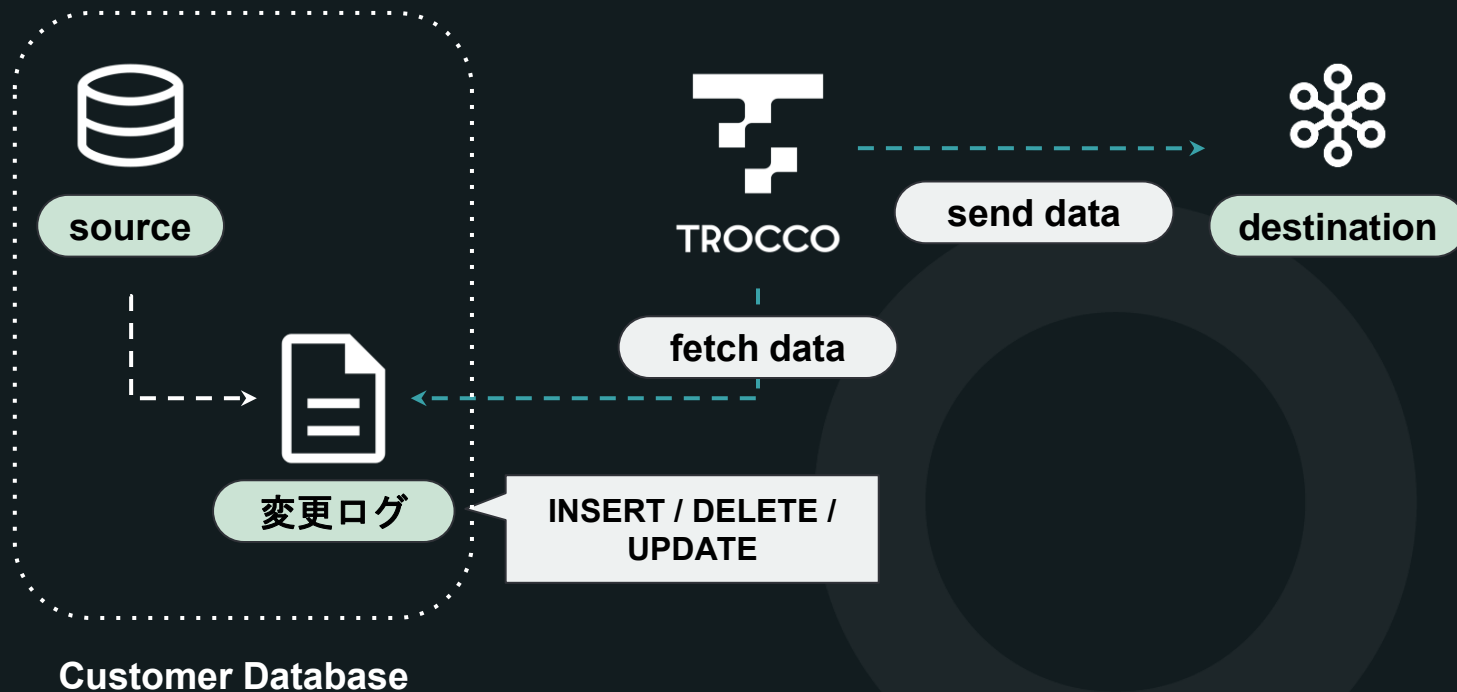 source
TROCCO
send data
destination
fetch data
変更ログ
INSERT / DELETE /
UPDATE
Customer Database